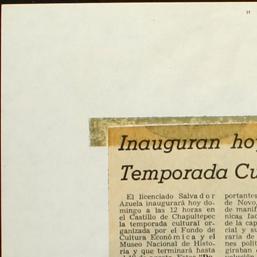 Inauguran hoy
Temporada Cu
El licenciado Salvador
Azuela inaugurará hoy do-
mingo a las 12 horas en
el Castillo de Chapultepec
la temporada cultural or-
ganizada por el Fondo de
Cultura Económica y el
Museo Nacional de Histo-
ria y que terminará hasta
portantes
de Novo,
de manif
nicas fac
de la cap
cial y su
raria de
nes polít
giraban